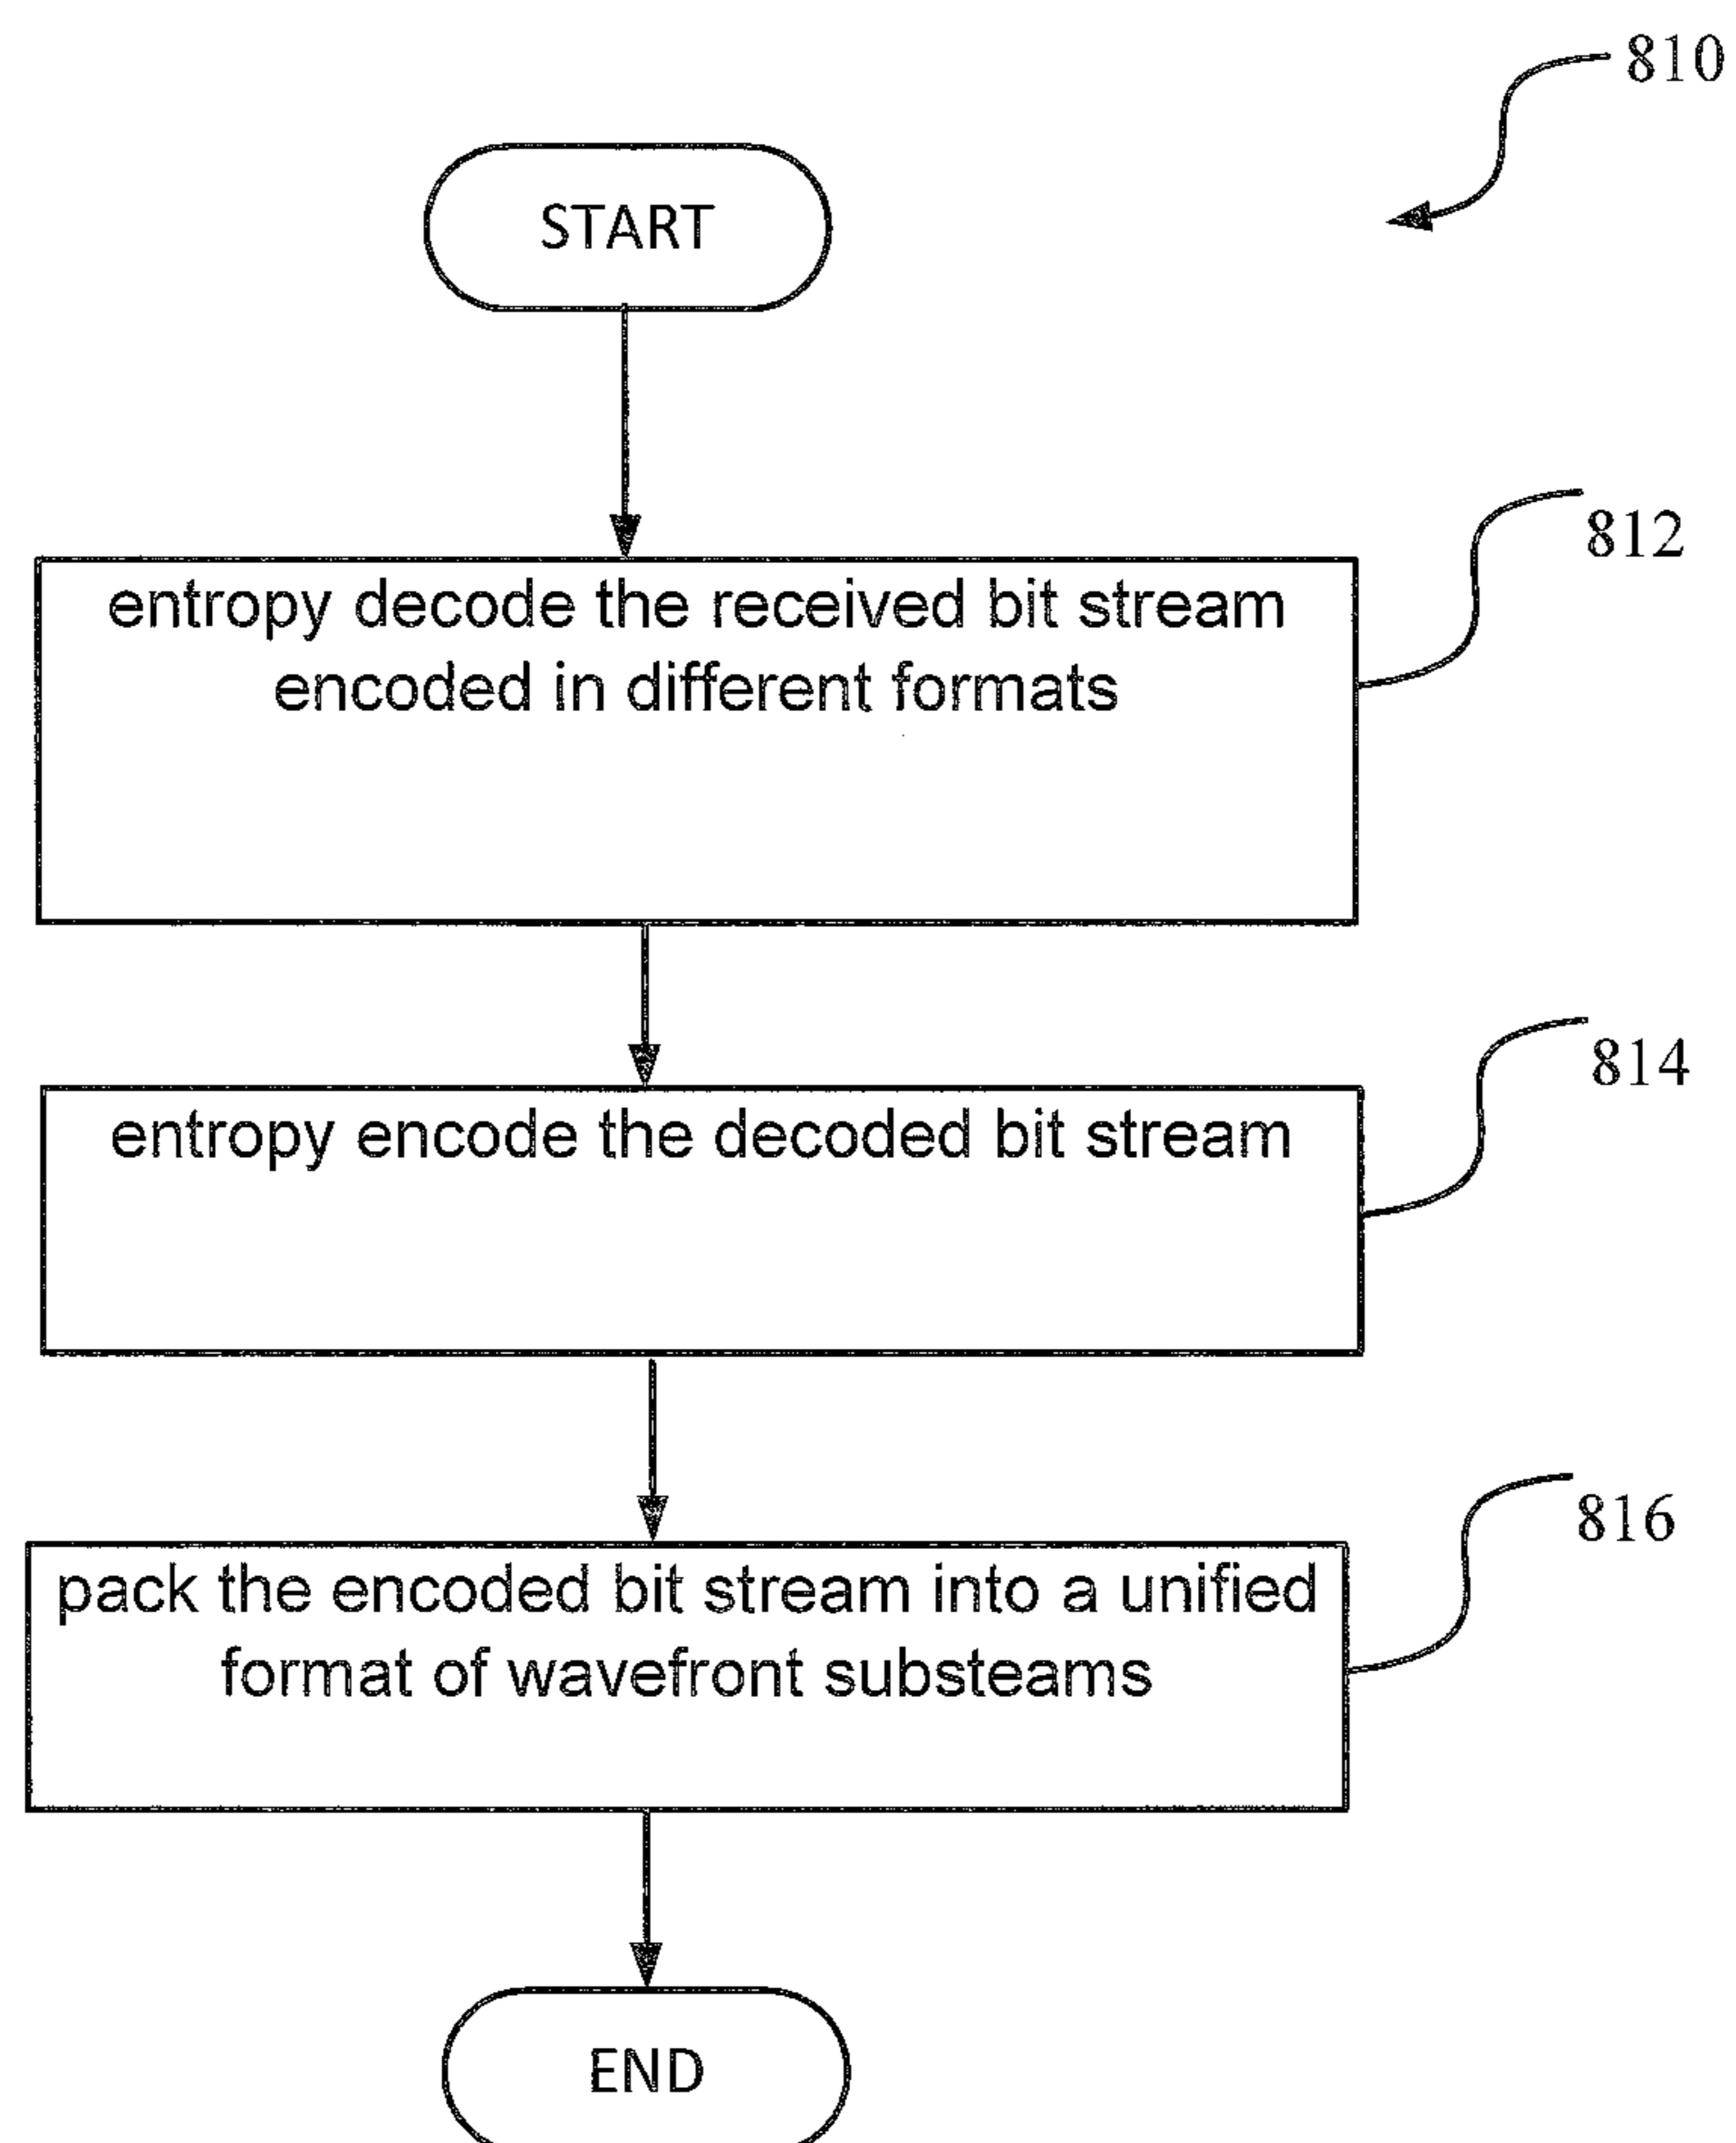 810
START
812
entropy decode the received bit stream
encoded in different formats
814
entropy encode the decoded bit stream
816
pack the encoded bit stream into a unified
format of wavefront substeams
END